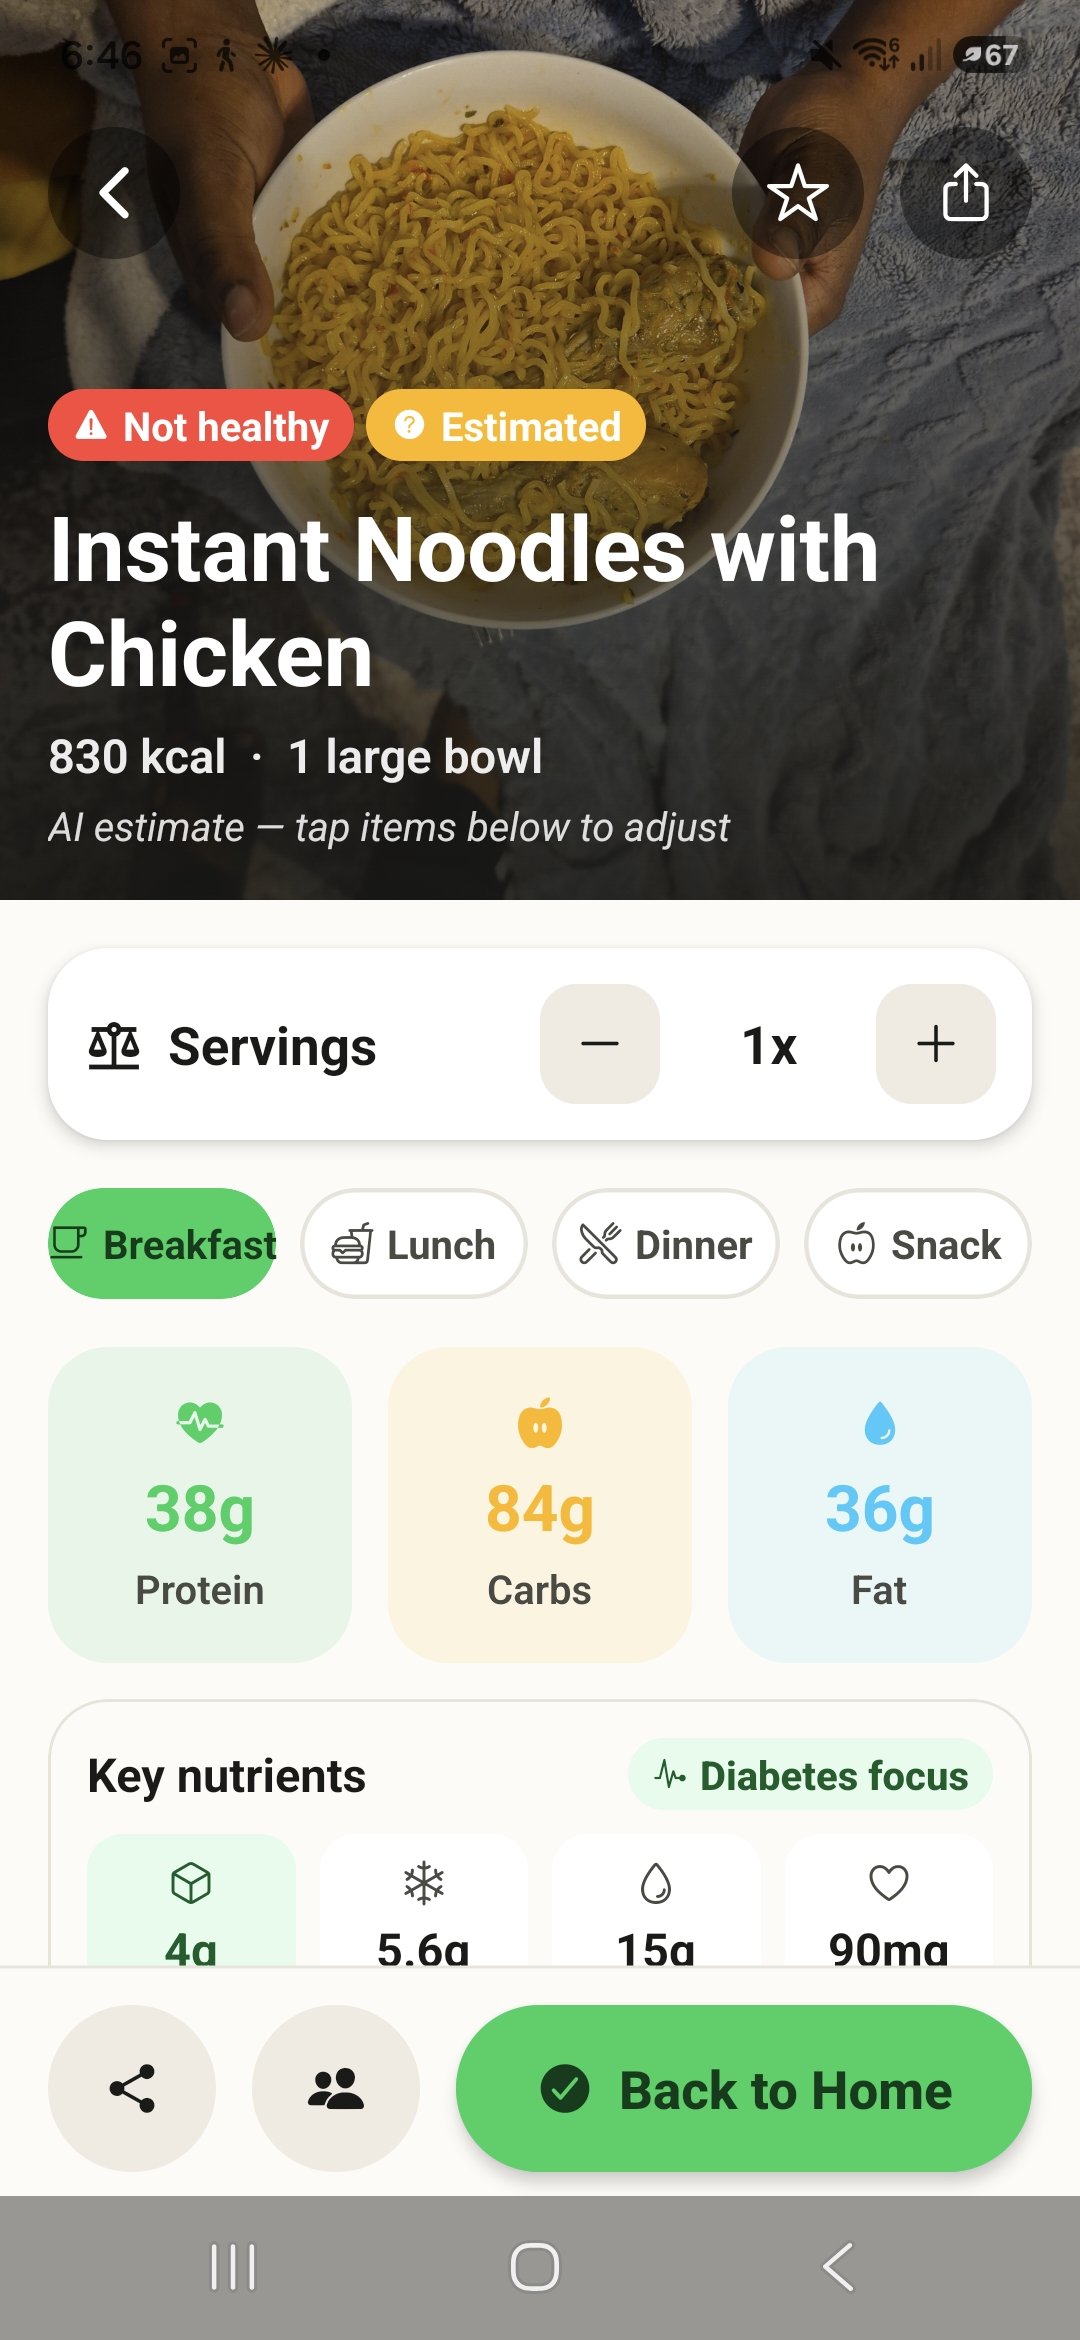 6:46
6
67
Not healthy
Estimated
Instant Noodles with
Chicken
830 kcal · 1 large bowl
AI estimate — tap items below to adjust
Servings
1x
Breakfast
Lunch
Dinner
Snack
38g
84g
36g
Protein
Carbs
Fat
Key nutrients
Diabetes focus
4g
5.6g
15g
90mg
Back to Home